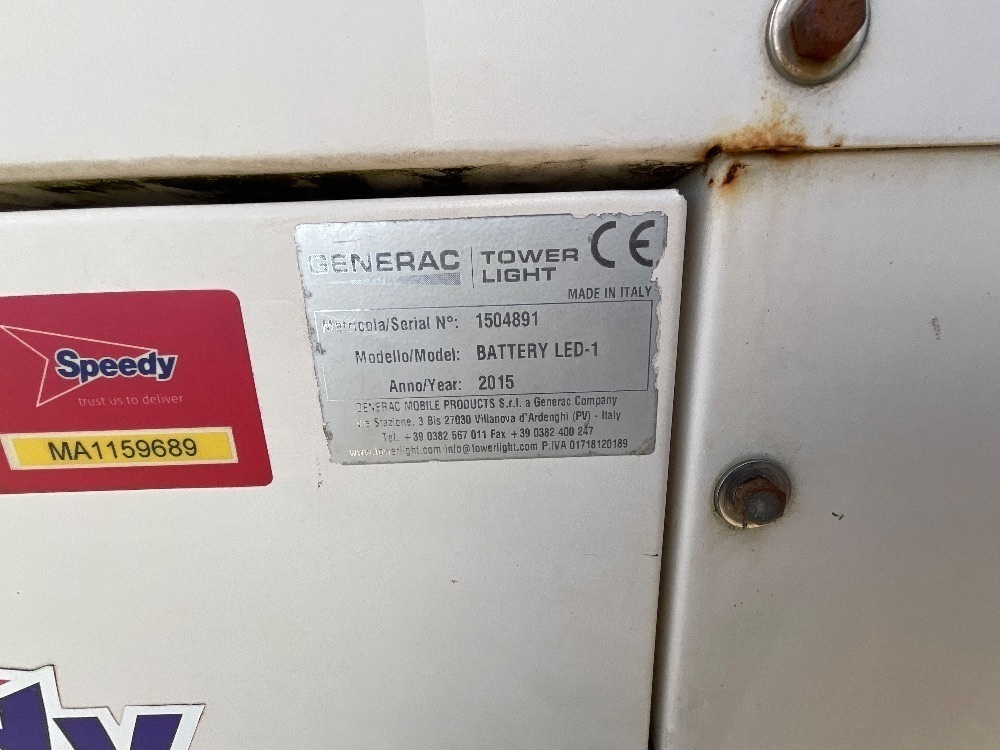 GENERAC
TOWER
LIGHT
CE
MADE IN ITALY
Matricola/Serial N°: 1504891
Modello/Model: BATTERY LED-1
Anno/Year: 2015
GENERAC MOBILE PRODUCTS S.r.l. a Generac Company
Via Stazione, 3 Bis 27030 Villanova d'Ardenghi (PV) - Italy
Tel. +39 0382 567 011 Fax +39 0382 400 247
www.towerlight.com info@towerlight.com P.IVA 01718120189
Speedy
trust us to deliver
MA1159689
dy